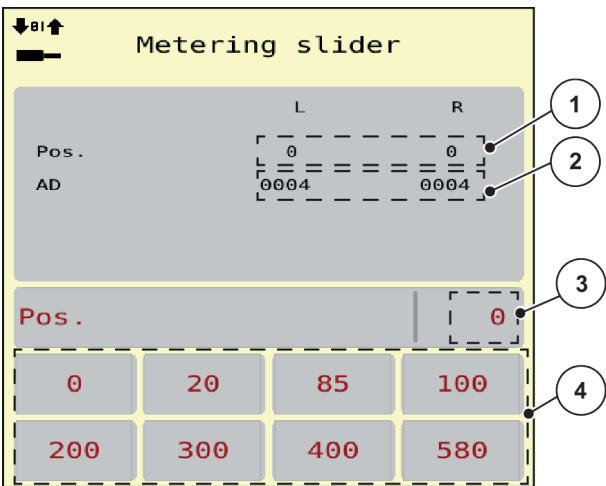 Metering slider
L R
1
Pos. 0 0
2
AD 0004 0004
3
Pos. 0
0 20 85 100
4
200 300 400 580